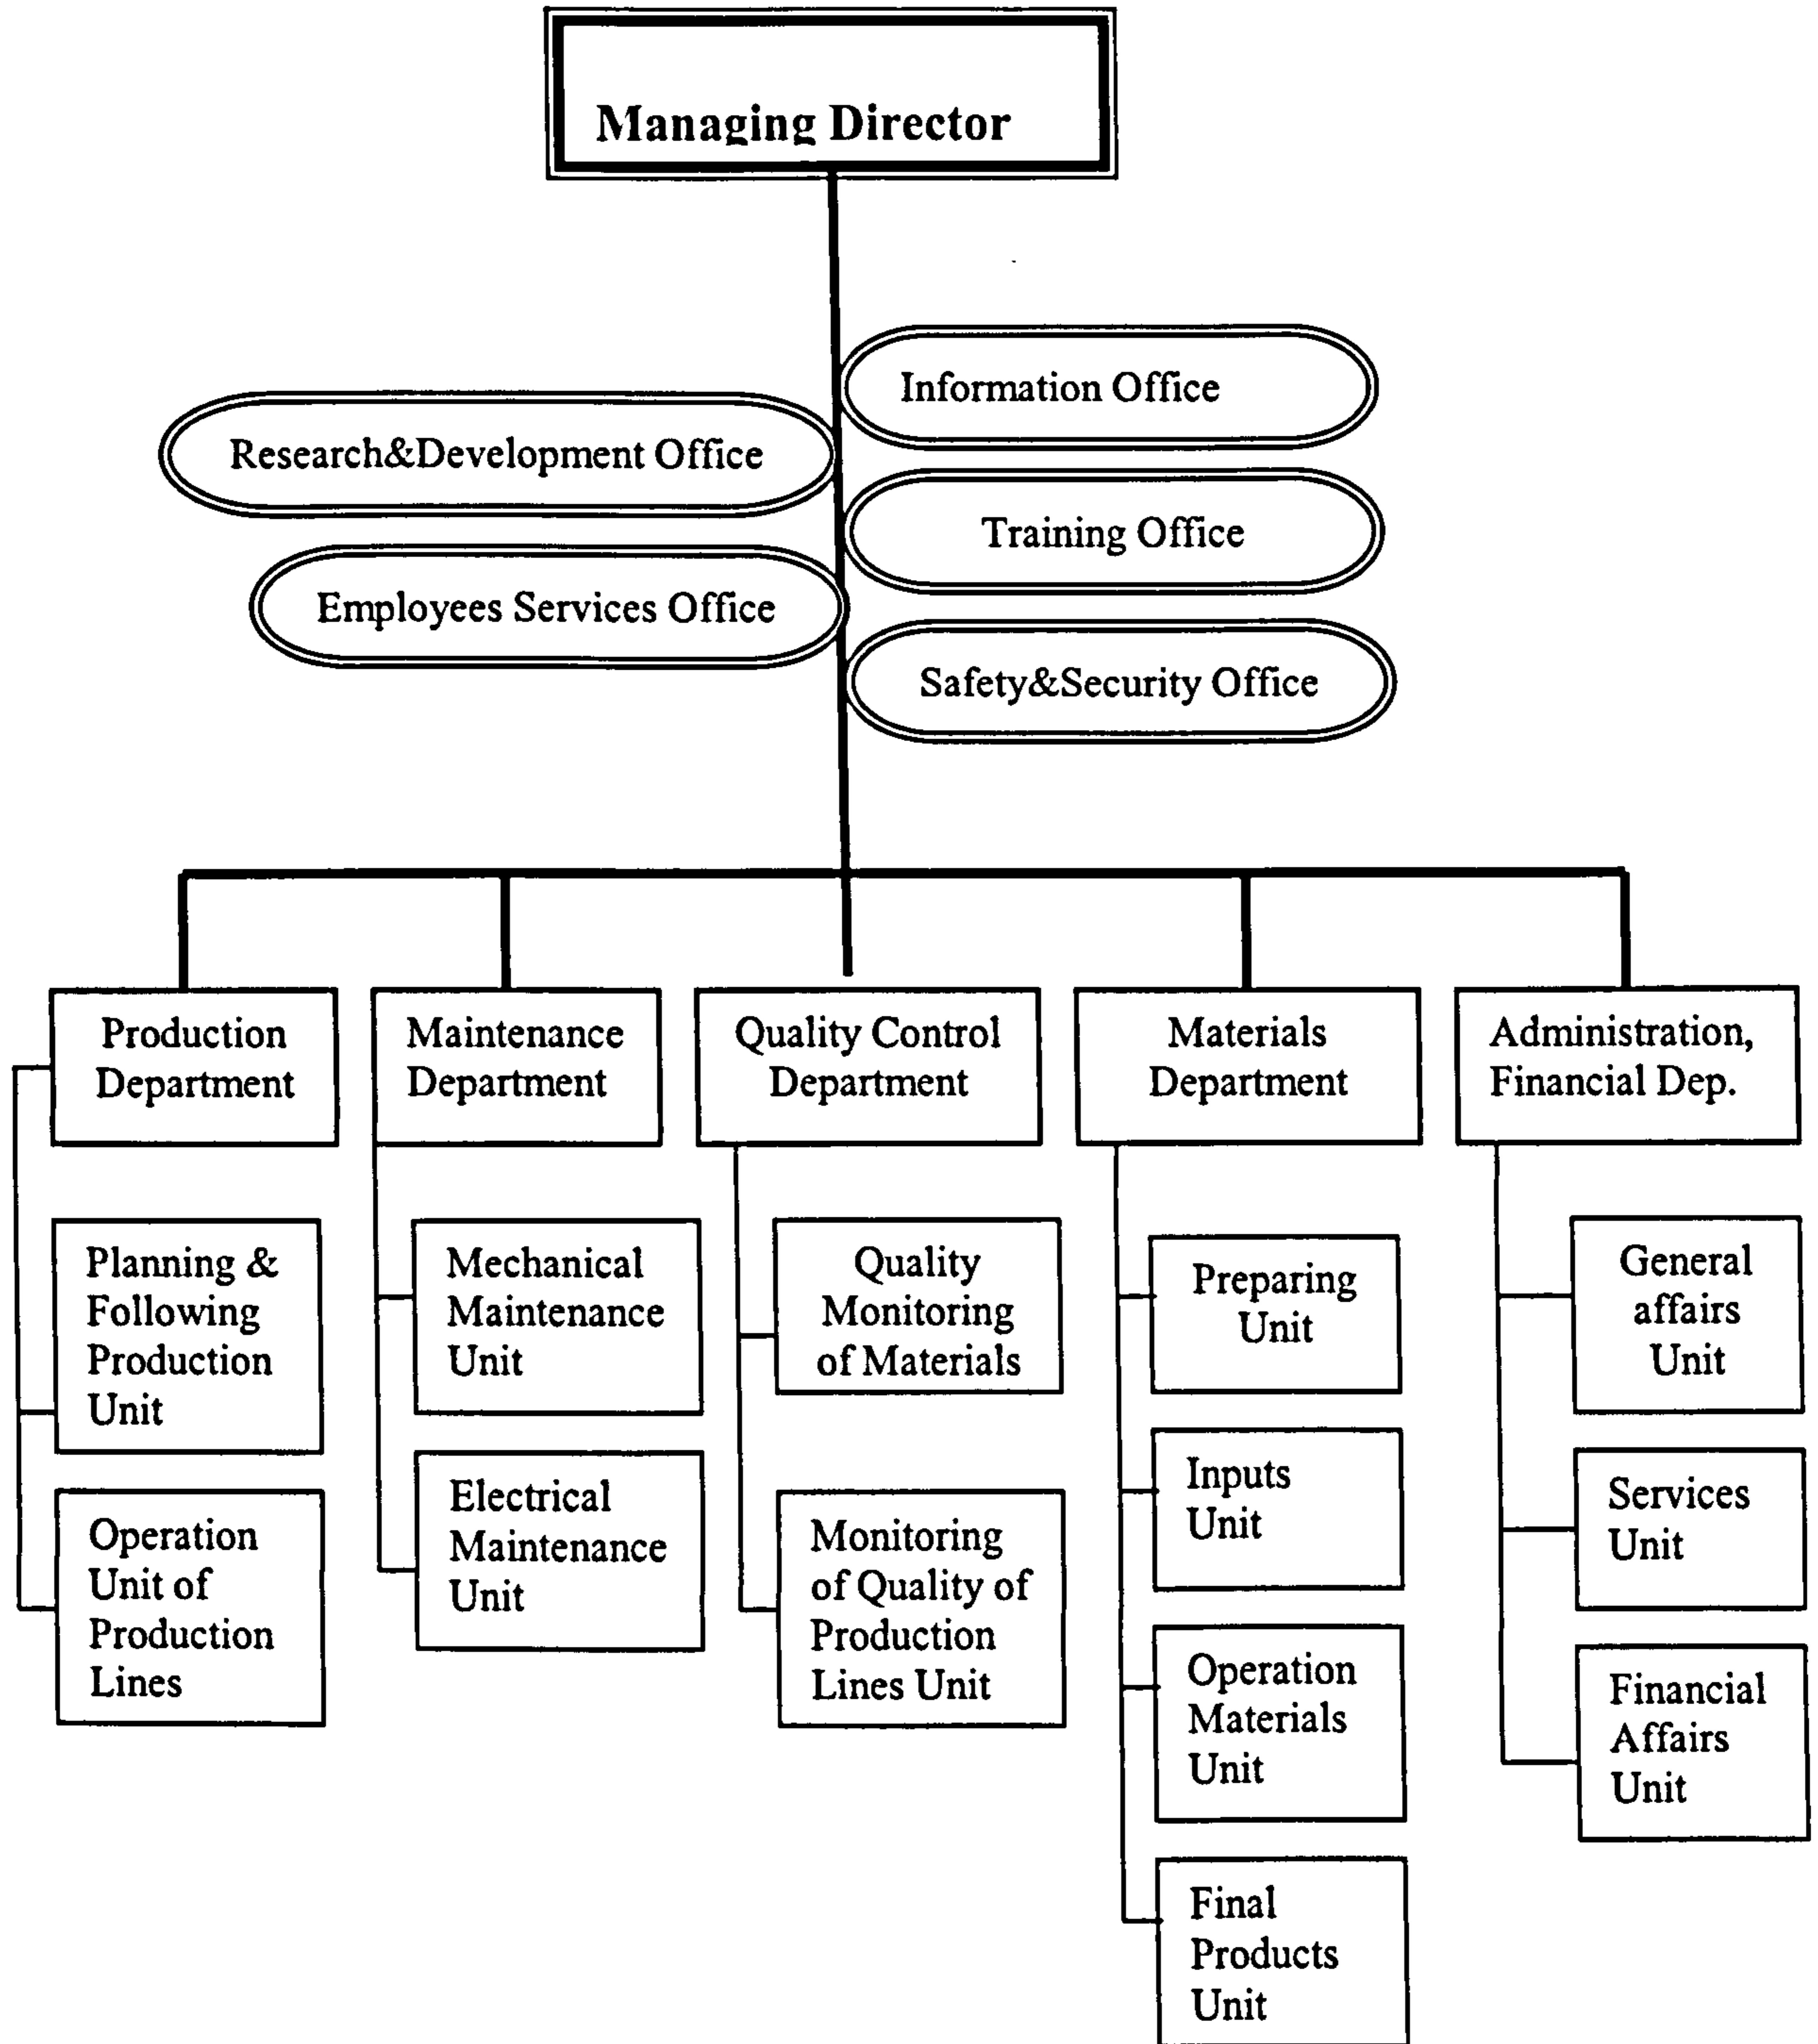 Managing Director
Information Office
Research&Development Office
Training Office
Employees Services Office
Safety&Security Office
Production
Department
Maintenance
Department
Quality Control
Department
Materials
Department
Administration,
Financial Dep.
Planning &
Following
Production
Unit
Operation
Unit of
Production
Lines
Mechanical
Maintenance
Unit
Electrical
Maintenance
Unit
Quality
Monitoring
of Materials
Monitoring
of Quality of
Production
Lines Unit
Preparing
Unit
Inputs
Unit
Operation
Materials
Unit
Final
Products
Unit
General
affairs
Unit
Services
Unit
Financial
Affairs
Unit